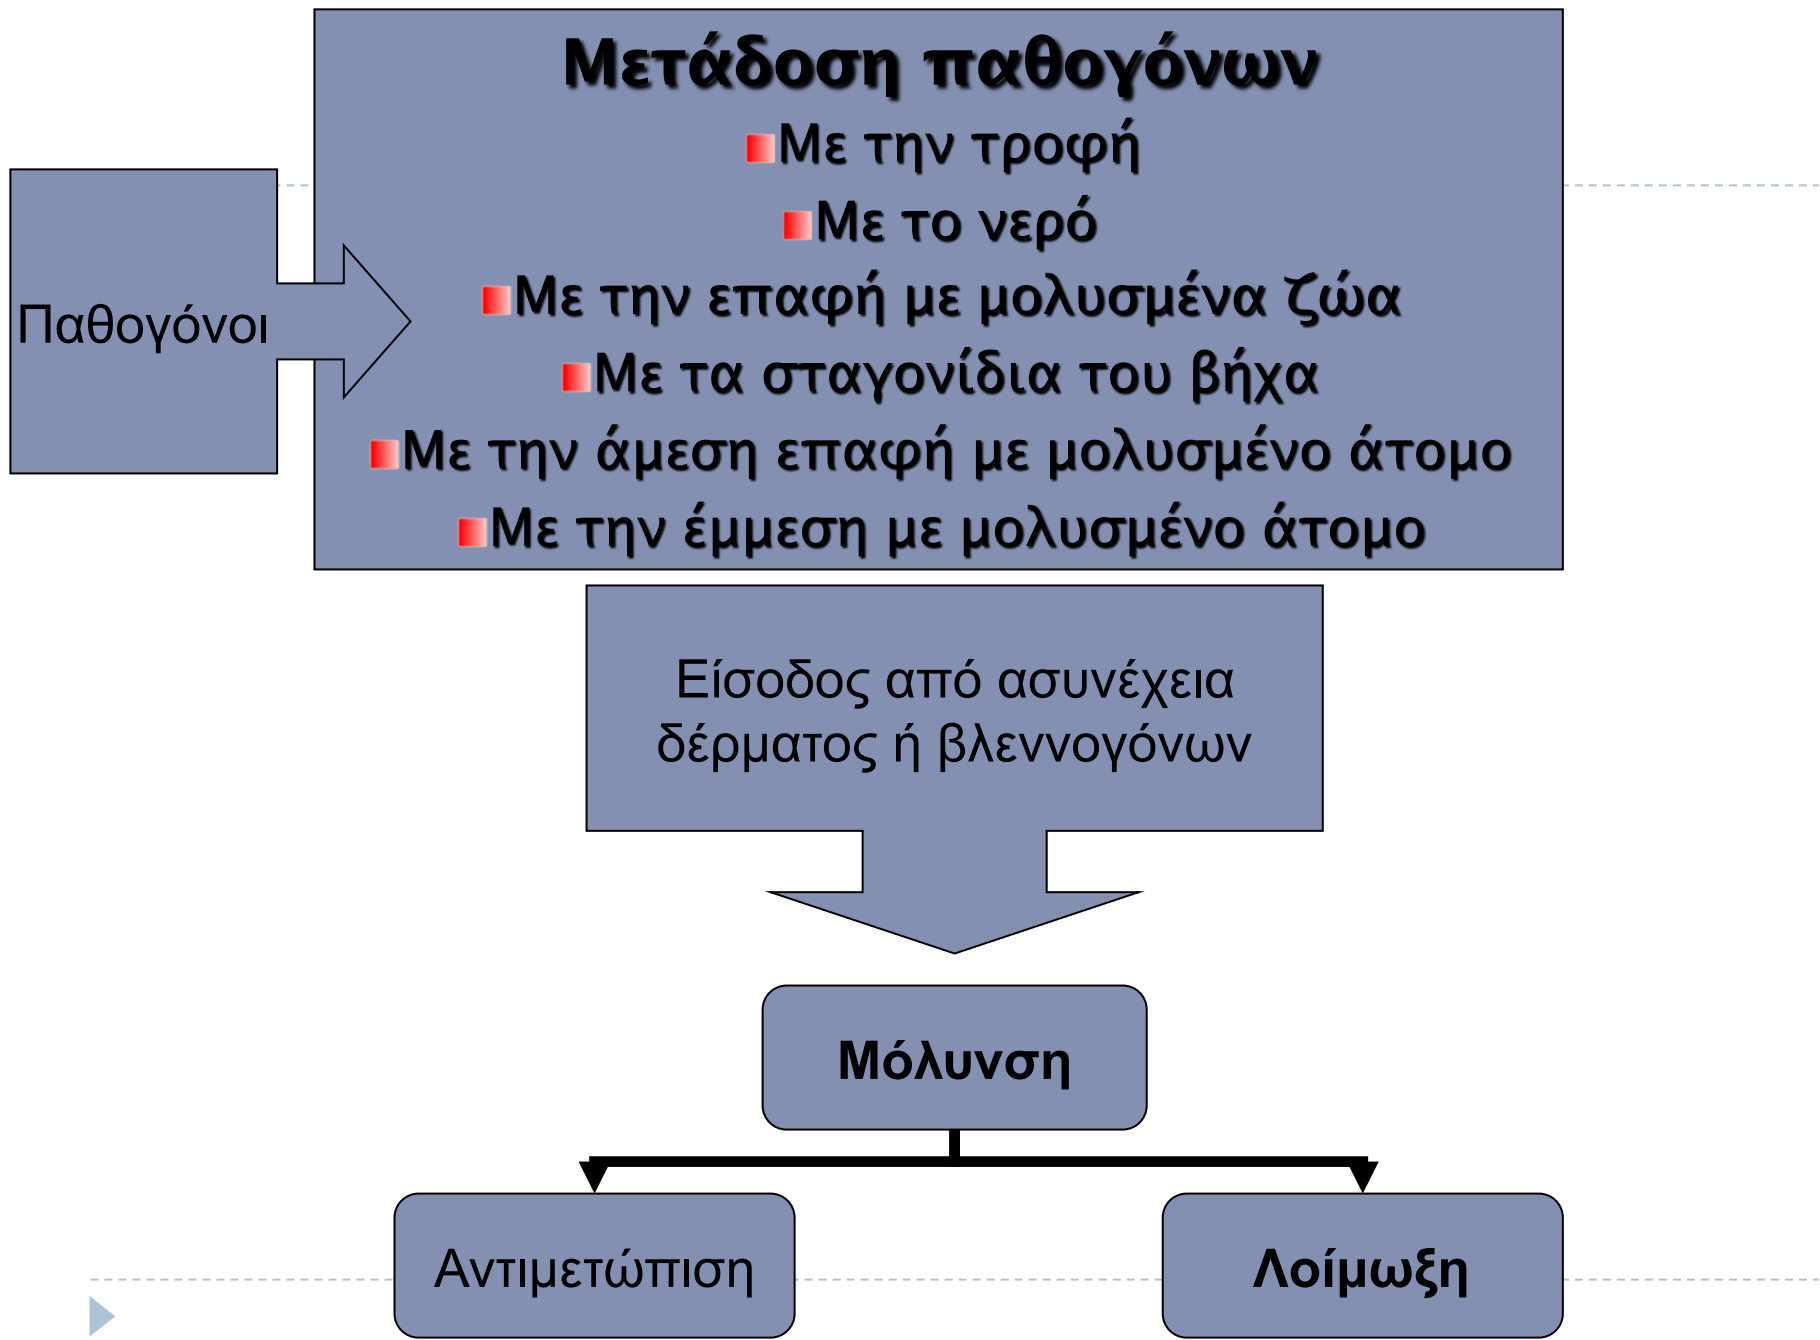 Μετάδοση παθογόνων
Με την τροφή
Με το νερό
Με την επαφή με μολυσμένα ζώα
Με τα σταγονίδια του βήχα
Με την άμεση επαφή με μολυσμένο άτομο
Με την έμμεση με μολυσμένο άτομο
Παθογόνοι
Είσοδος από ασυνέχεια
δέρματος ή βλεννογόνων
Μόλυνση
Αντιμετώπιση
Λοίμωξη